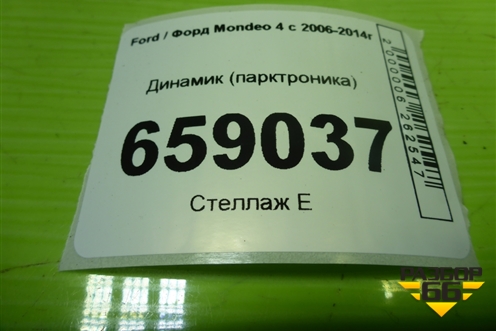 Ford / Форд Mondeo 4 с 2006-2014г
Динамик (парктроника)
659037
Стеллаж Е
2000006262547
РАЗБОР
66